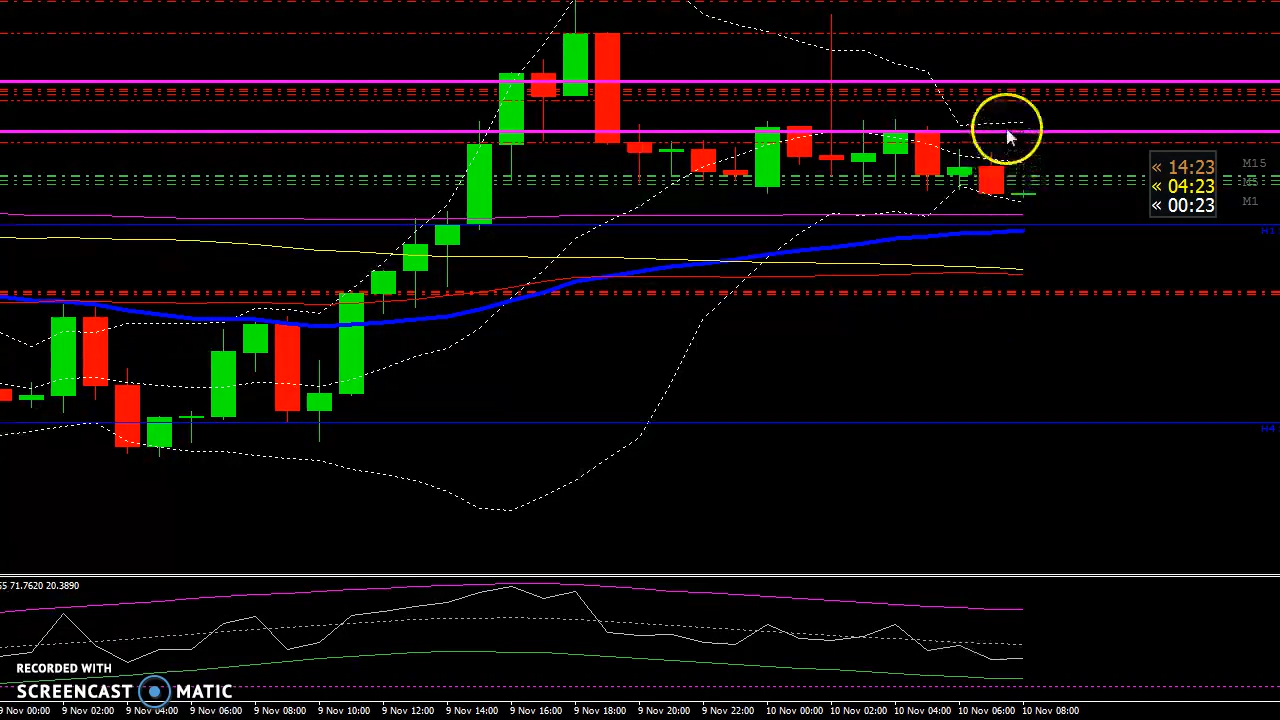 « 14:23 M15
« 04:23 M5
« 00:23 M1
H1
H4
55 71.7620 20.3890
RECORDED WITH
SCREENCAST MATIC
9 Nov 00:00 9 Nov 02:00 9 Nov 04:00 9 Nov 06:00 9 Nov 08:00 9 Nov 10:00 9 Nov 12:00 9 Nov 14:00 9 Nov 16:00 9 Nov 18:00 9 Nov 20:00 9 Nov 22:00 10 Nov 00:00 10 Nov 02:00 10 Nov 04:00 10 Nov 06:00 10 Nov 08:00